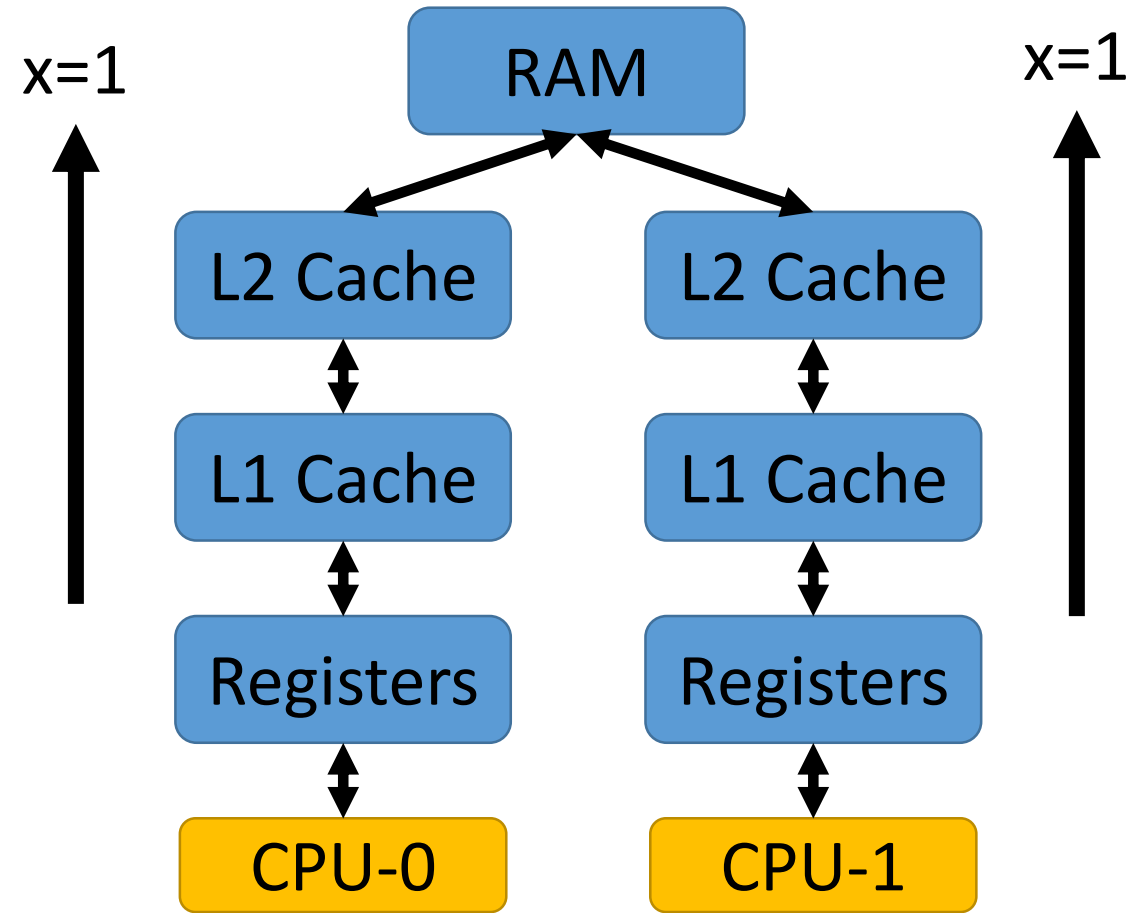 x=1
RAM
x=1
L2 Cache
L2 Cache
L1 Cache
L1 Cache
Registers
Registers
CPU-0
CPU-1